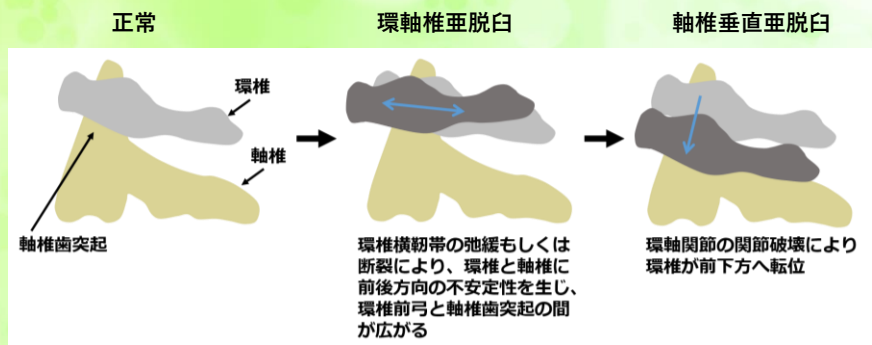 正常
環軸椎亜脱臼
軸椎垂直亜脱臼
環椎
軸椎
軸椎歯突起
環椎横靭帯の弛緩もしくは
断裂により、環椎と軸椎に
前後方向の不安定性を生じ、
環椎前弓と軸椎歯突起の間
が広がる
環軸関節の関節破壊により
環椎が前下方へ転位